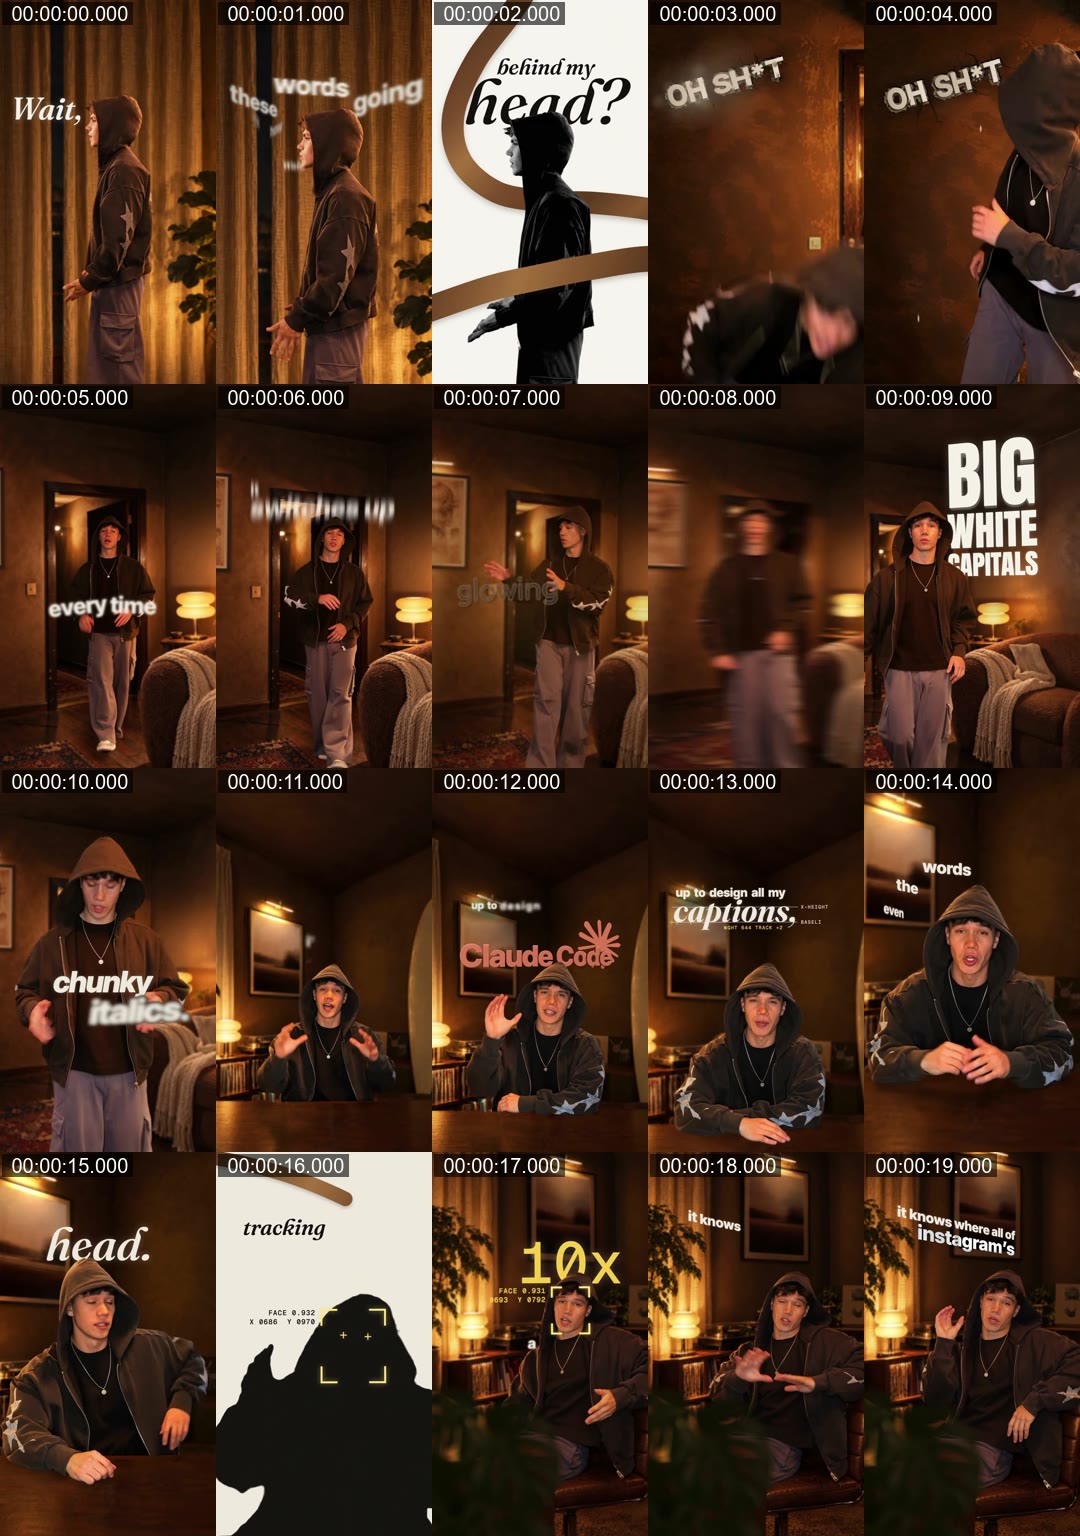 00:00:00.000
Wait,
00:00:01.000
these words going
00:00:02.000
behind my
head?
00:00:03.000
OH SH*T
00:00:04.000
OH SH*T
00:00:05.000
every time
00:00:06.000
00:00:07.000
glowing
00:00:08.000
00:00:09.000
BIG
WHITE
CAPITALS
00:00:10.000
chunky
italics.
00:00:11.000
00:00:12.000
up to design
Claude Code
00:00:13.000
up to design all my
captions,
X-HEIGHT
BASELI
WGHT 644 TRACK +2
00:00:14.000
words
the
even
00:00:15.000
head.
00:00:16.000
tracking
FACE 0.932
X 0686 Y 0970
00:00:17.000
10x
FACE 0.931
0693 Y 0792
a
00:00:18.000
it knows
00:00:19.000
it knows where all of
instagram's